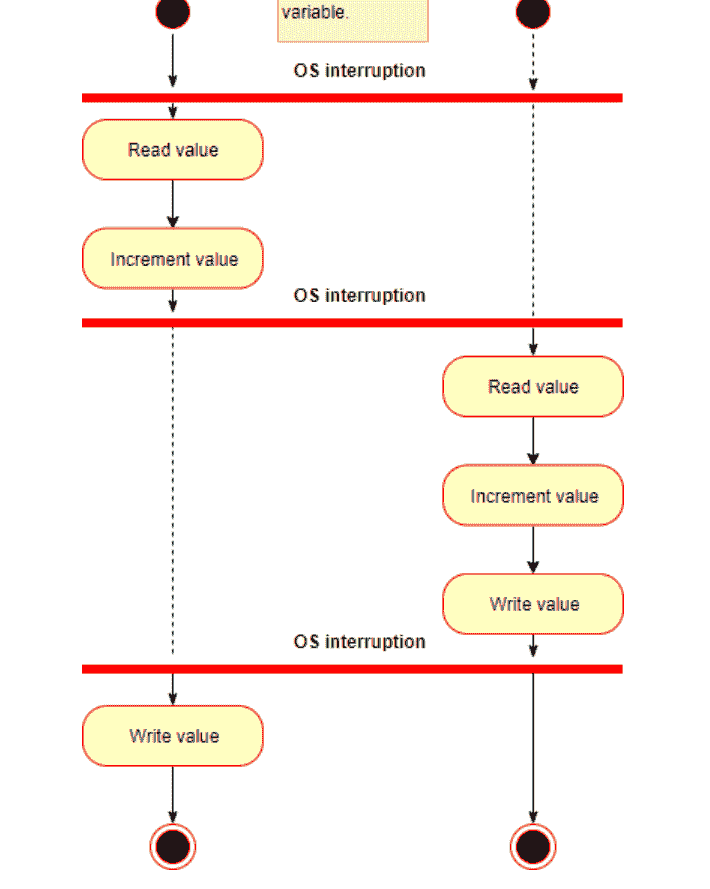 variable.
OS interruption
Read value
Increment value
OS interruption
Read value
Increment value
Write value
OS interruption
Write value